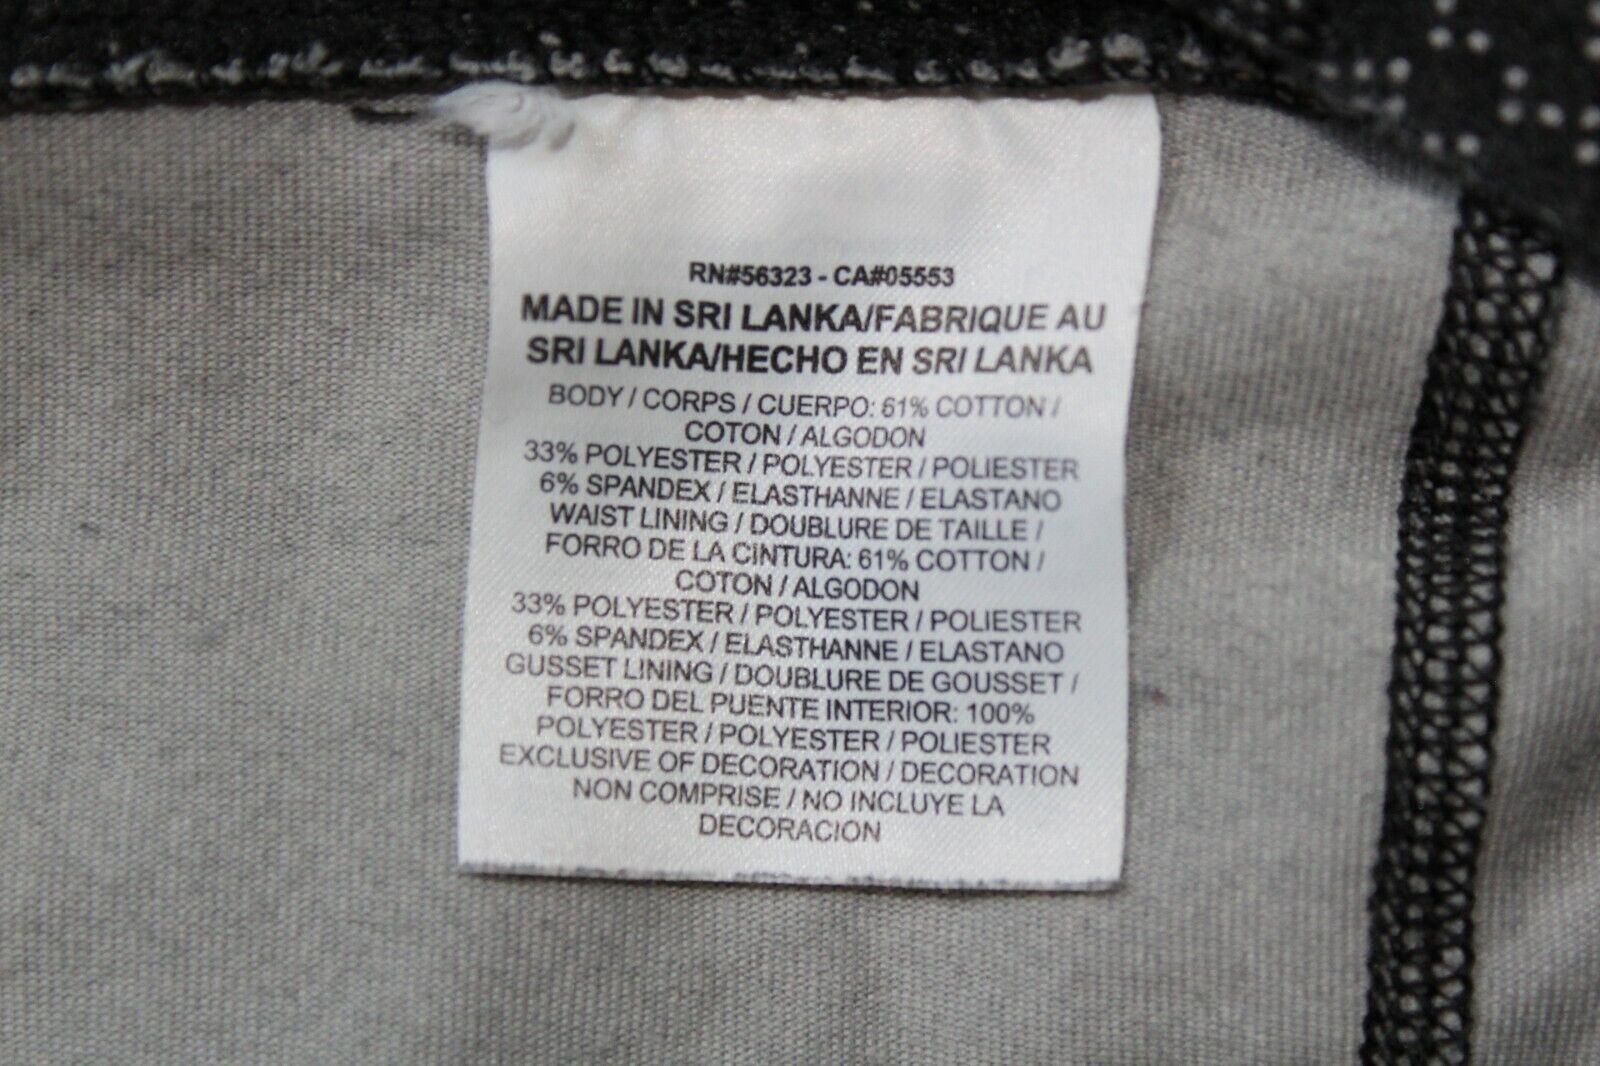 RN#56323 - CA#05553
MADE IN SRI LANKA/FABRIQUE AU
SRI LANKA/HECHO EN SRI LANKA
BODY / CORPS / CUERPO: 61% COTTON /
COTON / ALGODON
33% POLYESTER / POLYESTER / POLIESTER
6% SPANDEX / ELASTHANNE / ELASTANO
WAIST LINING / DOUBLURE DE TAILLE /
FORRO DE LA CINTURA: 61% COTTON /
COTON / ALGODON
33% POLYESTER / POLYESTER / POLIESTER
6% SPANDEX / ELASTHANNE / ELASTANO
GUSSET LINING / DOUBLURE DE GOUSSET /
FORRO DEL PUENTE INTERIOR: 100%
POLYESTER / POLYESTER / POLIESTER
EXCLUSIVE OF DECORATION / DECORATION
NON COMPRISE / NO INCLUYE LA
DECORACION